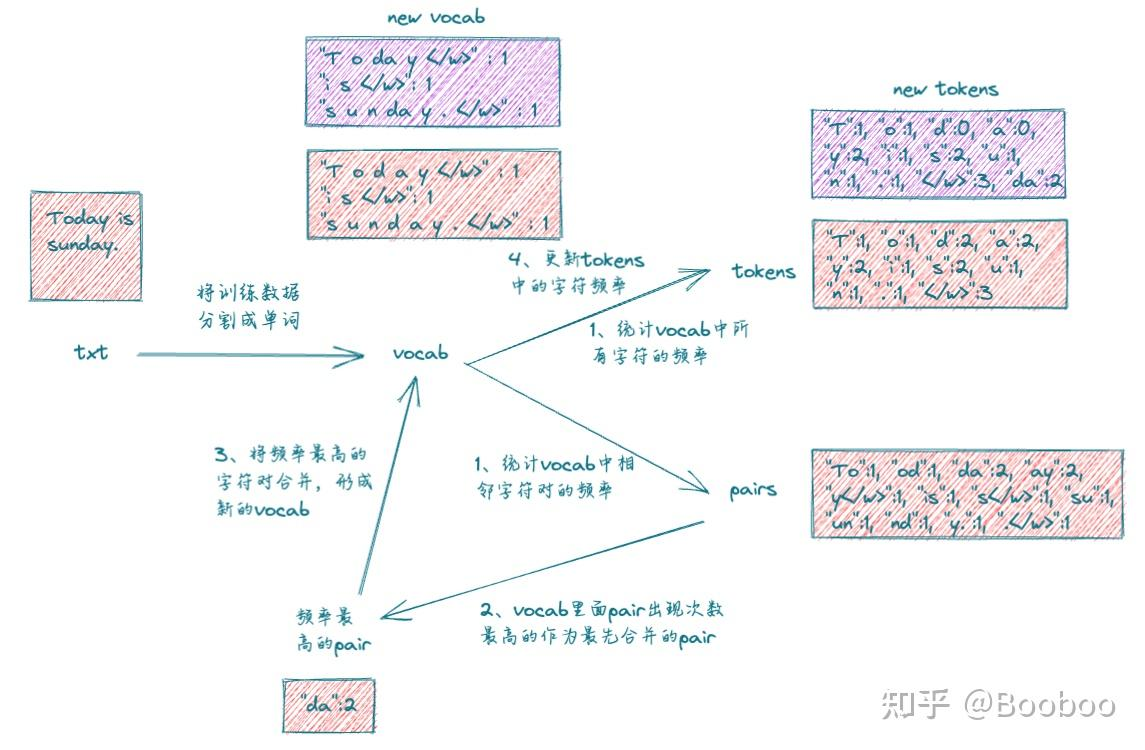 new vocab
"T o da y </w>" : 1
"i s </w>": 1
"s u n da y . </w>" : 1
new tokens
"T":1, "o":1, "d":0, "a":0,
"y":2, "i":1, "s":2, "u":1,
"n":1, ".":1, "</w>":3, "da":2
"T o d a y </w>" : 1
"i s </w>": 1
"s u n d a y . </w>" : 1
Today is
sunday.
"T":1, "o":1, "d":2, "a":2,
"y":2, "i":1, "s":2, "u":1,
"n":1, ".":1, "</w>":3
4、更新tokens
中的字符频率
tokens
将训练数据
分割成单词
1、统计vocab中所
有字符的频率
txt
vocab
3、将频率最高的
字符对合并，形成
新的vocab
1、统计vocab中相
邻字符对的频率
pairs
"To":1, "od":1, "da":2, "ay":2,
"y</w>":1, "is":1, "s</w>":1, "su":1,
"un":1, "nd":1, "y.":1, ".</w>":1
频率最
高的pair
2、vocab里面pair出现次数
最高的作为最先合并的pair
"da":2
知乎 @Booboo